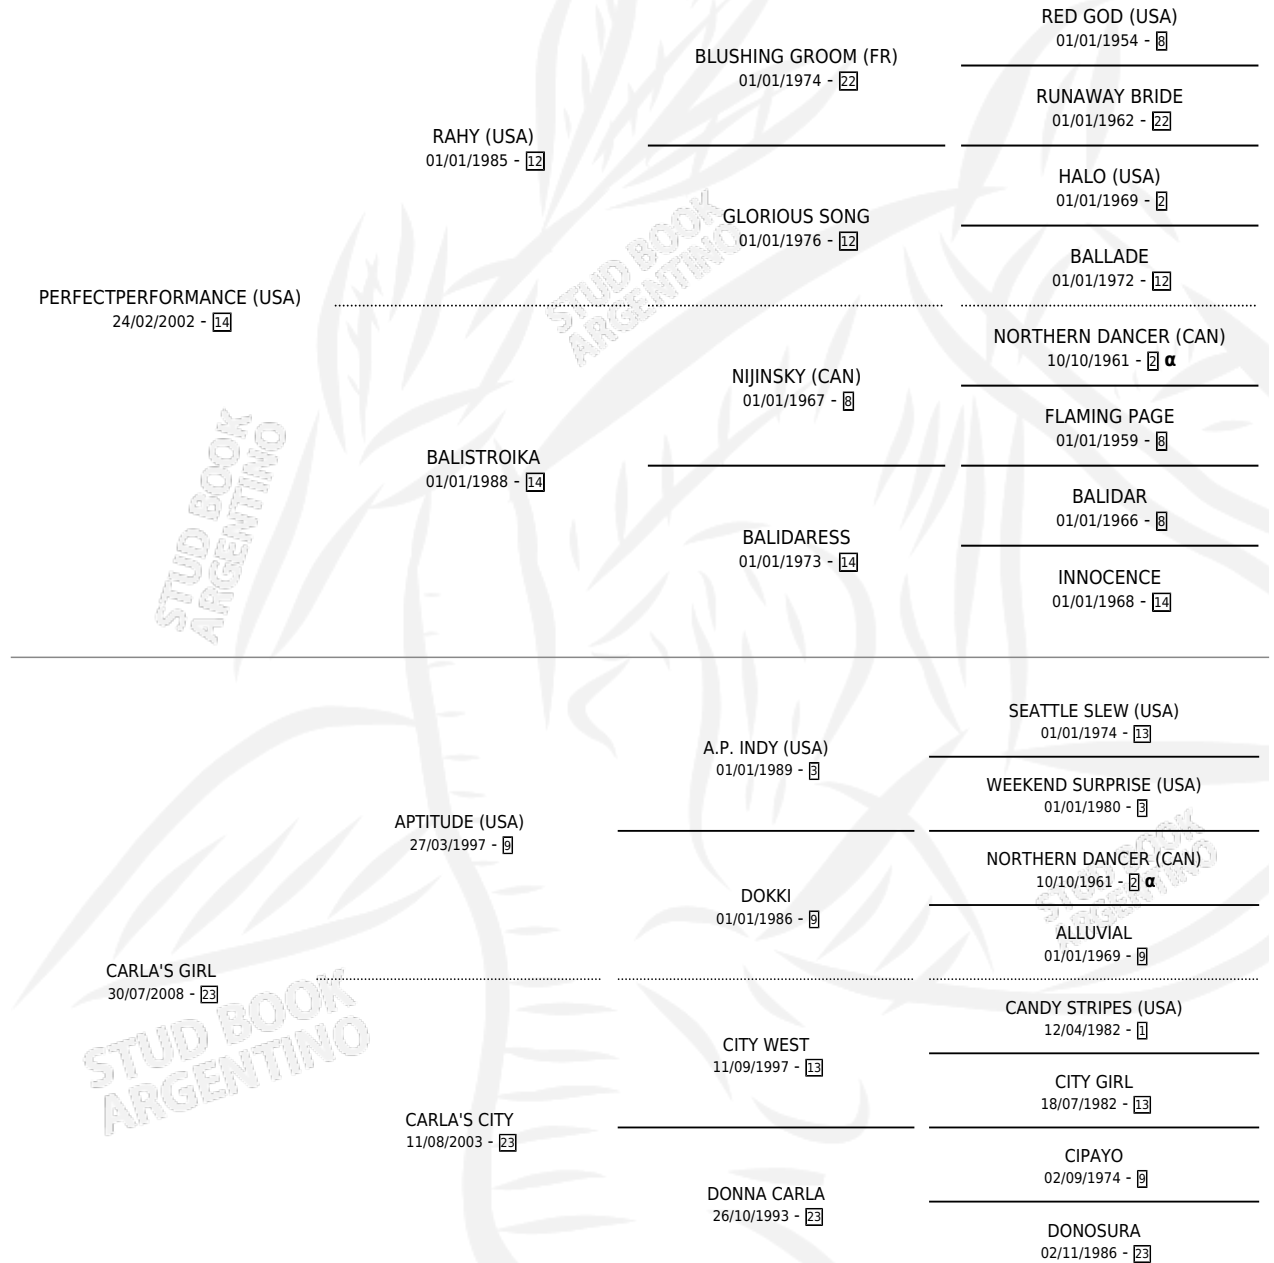 RED GOD (USA)
01/01/1954 - 8
BLUSHING GROOM (FR)
01/01/1974 - 22
RUNAWAY BRIDE
01/01/1962 - 22
RAHY (USA)
01/01/1985 - 12
HALO (USA)
01/01/1969 - 2
GLORIOUS SONG
01/01/1976 - 12
BALLADE
01/01/1972 - 12
PERFECTPERFORMANCE (USA)
24/02/2002 - 14
NORTHERN DANCER (CAN)
10/10/1961 - 2 α
NIJINSKY (CAN)
01/01/1967 - 8
FLAMING PAGE
01/01/1959 - 8
BALISTROIKA
01/01/1988 - 14
BALIDAR
01/01/1966 - 8
BALIDARESS
01/01/1973 - 14
INNOCENCE
01/01/1968 - 14
SEATTLE SLEW (USA)
01/01/1974 - 13
A.P. INDY (USA)
01/01/1989 - 3
WEEKEND SURPRISE (USA)
01/01/1980 - 3
APTITUDE (USA)
27/03/1997 - 9
NORTHERN DANCER (CAN)
10/10/1961 - 2 α
DOKKI
01/01/1986 - 9
ALLUVIAL
01/01/1969 - 9
CARLA'S GIRL
30/07/2008 - 23
CANDY STRIPES (USA)
12/04/1982 - 1
CITY WEST
11/09/1997 - 13
CITY GIRL
18/07/1982 - 13
CARLA'S CITY
11/08/2003 - 23
CIPAYO
02/09/1974 - 9
DONNA CARLA
26/10/1993 - 23
DONOSURA
02/11/1986 - 23
STUD BOOK
ARGENTINO
STUD BOOK
ARGENTINO
STUD BOOK
ARGENTINO
STUD BOOK
ARGENTINO